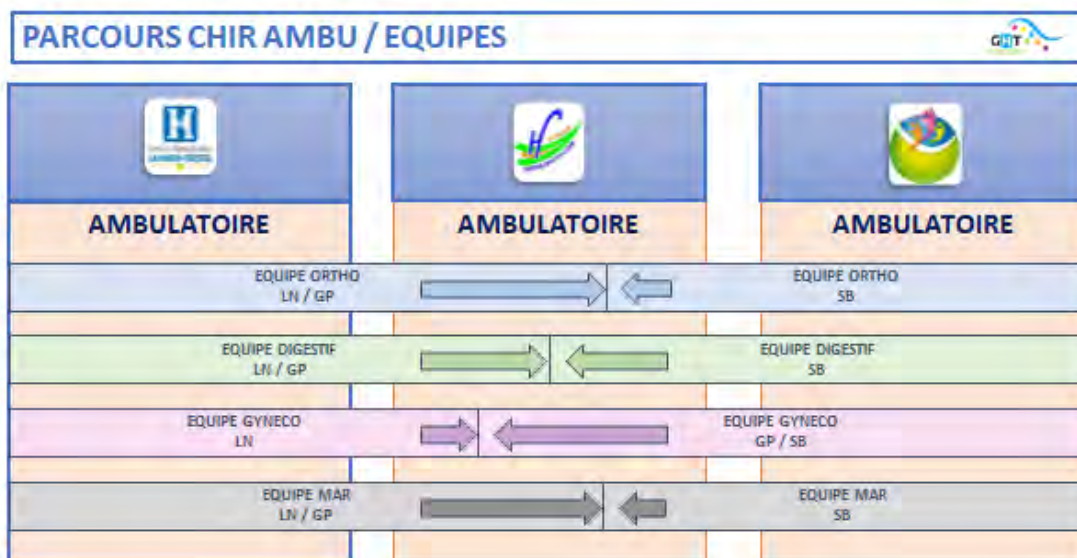 PARCOURS CHIR AMBU / EQUIPES
GHT
H
H
AMBULATOIRE
AMBULATOIRE
AMBULATOIRE
EQUIPE ORTHO
LN / GP
EQUIPE ORTHO
SB
EQUIPE DIGESTIF
LN / GP
EQUIPE DIGESTIF
SB
EQUIPE GYNECO
LN
EQUIPE GYNECO
GP / SB
EQUIPE MAR
LN / GP
EQUIPE MAR
SB